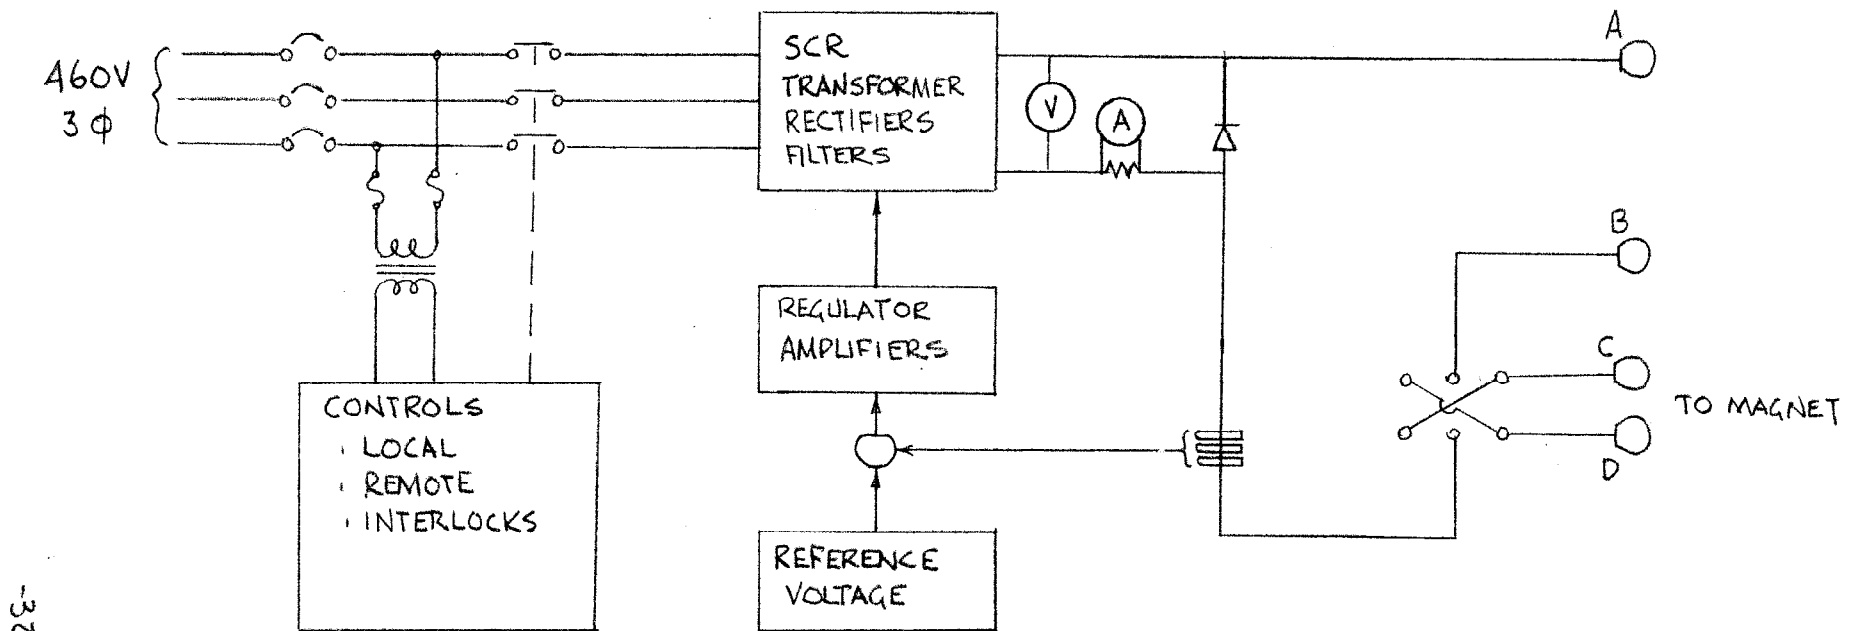 460V
3 ϕ
SCR
TRANSFORMER
RECTIFIERS
FILTERS
V
A
A
B
C
D
TO MAGNET
REGULATOR
AMPLIFIERS
CONTROLS
LOCAL
REMOTE
INTERLOCKS
REFERENCE
VOLTAGE